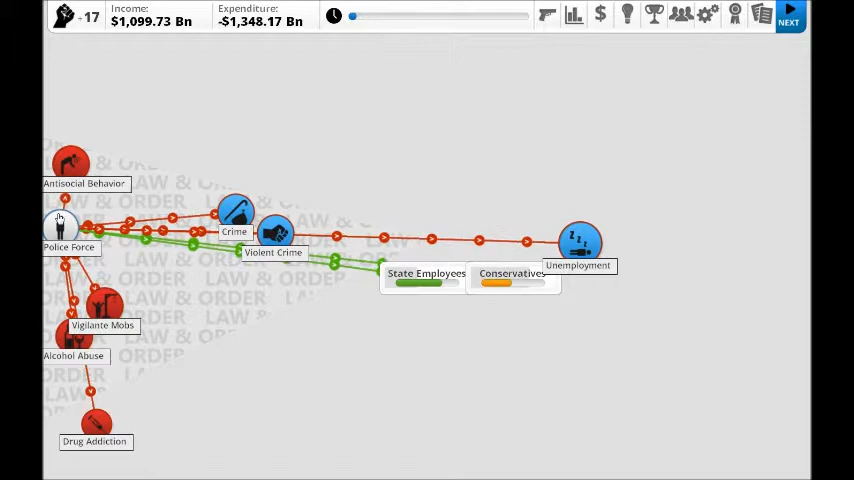 +17
Income:
$1,099.73 Bn
Expenditure:
-$1,348.17 Bn
NEXT
Antisocial Behavior
Police Force
Crime
Violent Crime
State Employees
Conservatives
Unemployment
Vigilante Mobs
Alcohol Abuse
Drug Addiction
LAW & ORDER